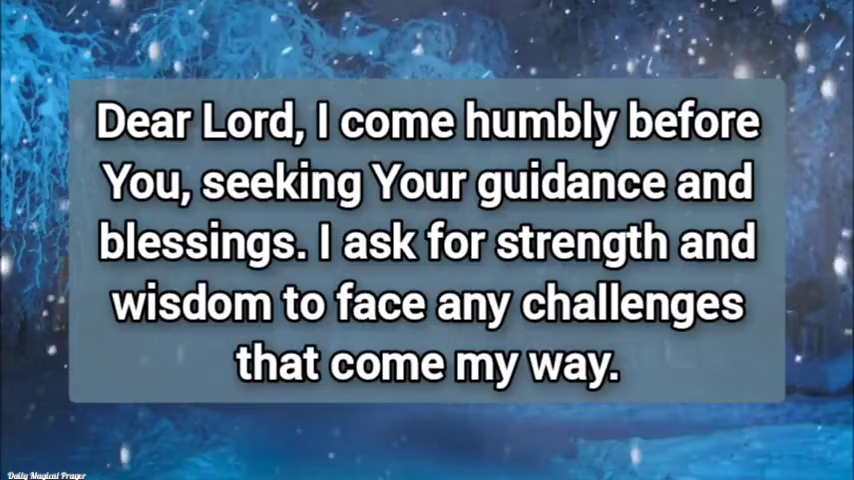 Dear Lord, I come humbly before
You, seeking Your guidance and
blessings. I ask for strength and
wisdom to face any challenges
that come my way.
Daily Magical Prayer